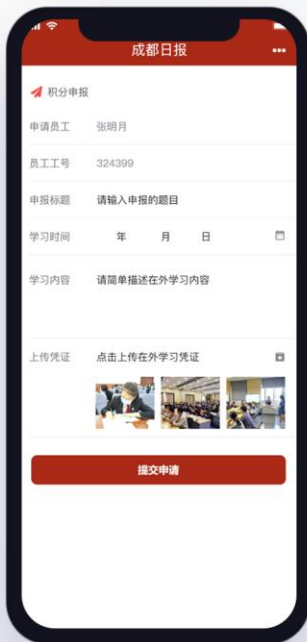 成都日报
积分申报
申请员工 张明月
员工工号 324399
申报标题 请输入申报的题目
学习时间 年 月 日
学习内容 请简单描述在外学习内容
上传凭证 点击上传在外学习凭证
提交申请